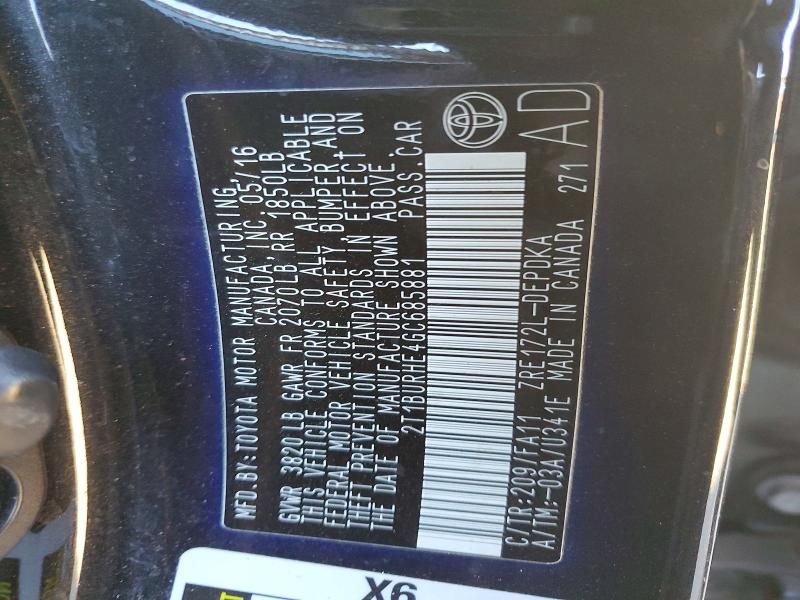 MFD.BY:TOYOTA MOTOR MANUFACTURING,
CANADA, INC. 05/16
GVWR 3820LB GAWR FR 2070LB RR 1850LB
THIS VEHICLE CONFORMS TO ALL APPLICABLE
FEDERAL MOTOR VEHICLE SAFETY, BUMPER, AND
THEFT PREVENTION STANDARDS IN EFFECT ON
THE DATE OF MANUFACTURE SHOWN ABOVE.
2T1BURHE4GC685881 PASS.CAR
C/TR:209/FA11 ZRE172L-DEPDKA
A/TM:-03A/C341E MADE IN CANADA 271
AD
X6